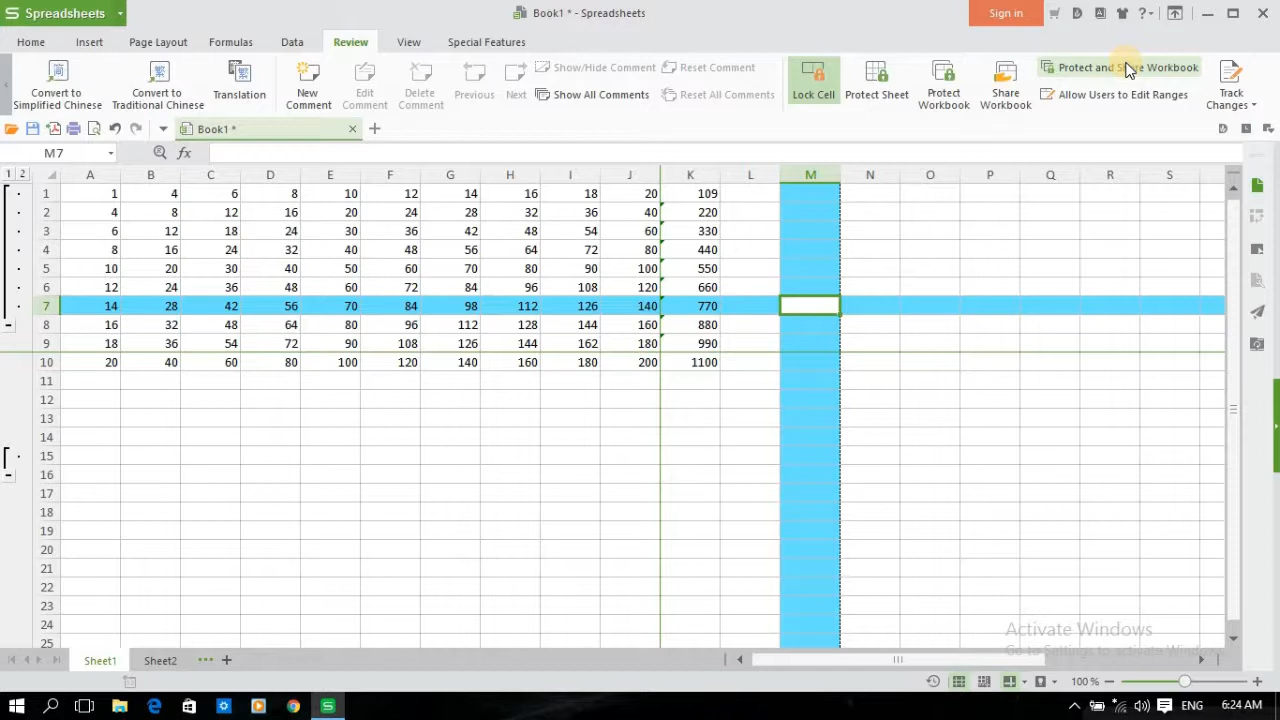 Spreadsheets
Book1 * - Spreadsheets
Sign in
Home Insert Page Layout Formulas Data Review View Special Features
Convert to Simplified Chinese
Convert to Traditional Chinese
Translation
New Comment
Edit Comment
Delete Comment
Previous
Next
Show/Hide Comment
Show All Comments
Reset Comment
Reset All Comments
Lock Cell
Protect Sheet
Protect Workbook
Share Workbook
Protect and Share Workbook
Allow Users to Edit Ranges
Track Changes
Book1 *
M7 fx
1 2 A B C D E F G H I J K L M N O P Q R S
1 1 4 6 8 10 12 14 16 18 20 109
2 4 8 12 16 20 24 28 32 36 40 220
3 6 12 18 24 30 36 42 48 54 60 330
4 8 16 24 32 40 48 56 64 72 80 440
5 10 20 30 40 50 60 70 80 90 100 550
6 12 24 36 48 60 72 84 96 108 120 660
7 14 28 42 56 70 84 98 112 126 140 770
8 16 32 48 64 80 96 112 128 144 160 880
9 18 36 54 72 90 108 126 144 162 180 990
10 20 40 60 80 100 120 140 160 180 200 1100
11
12
13
14
15
16
17
18
19
20
21
22
23
24
25
Activate Windows
Go to Settings to activate Windows.
Sheet1 Sheet2
100 %
ENG 6:24 AM